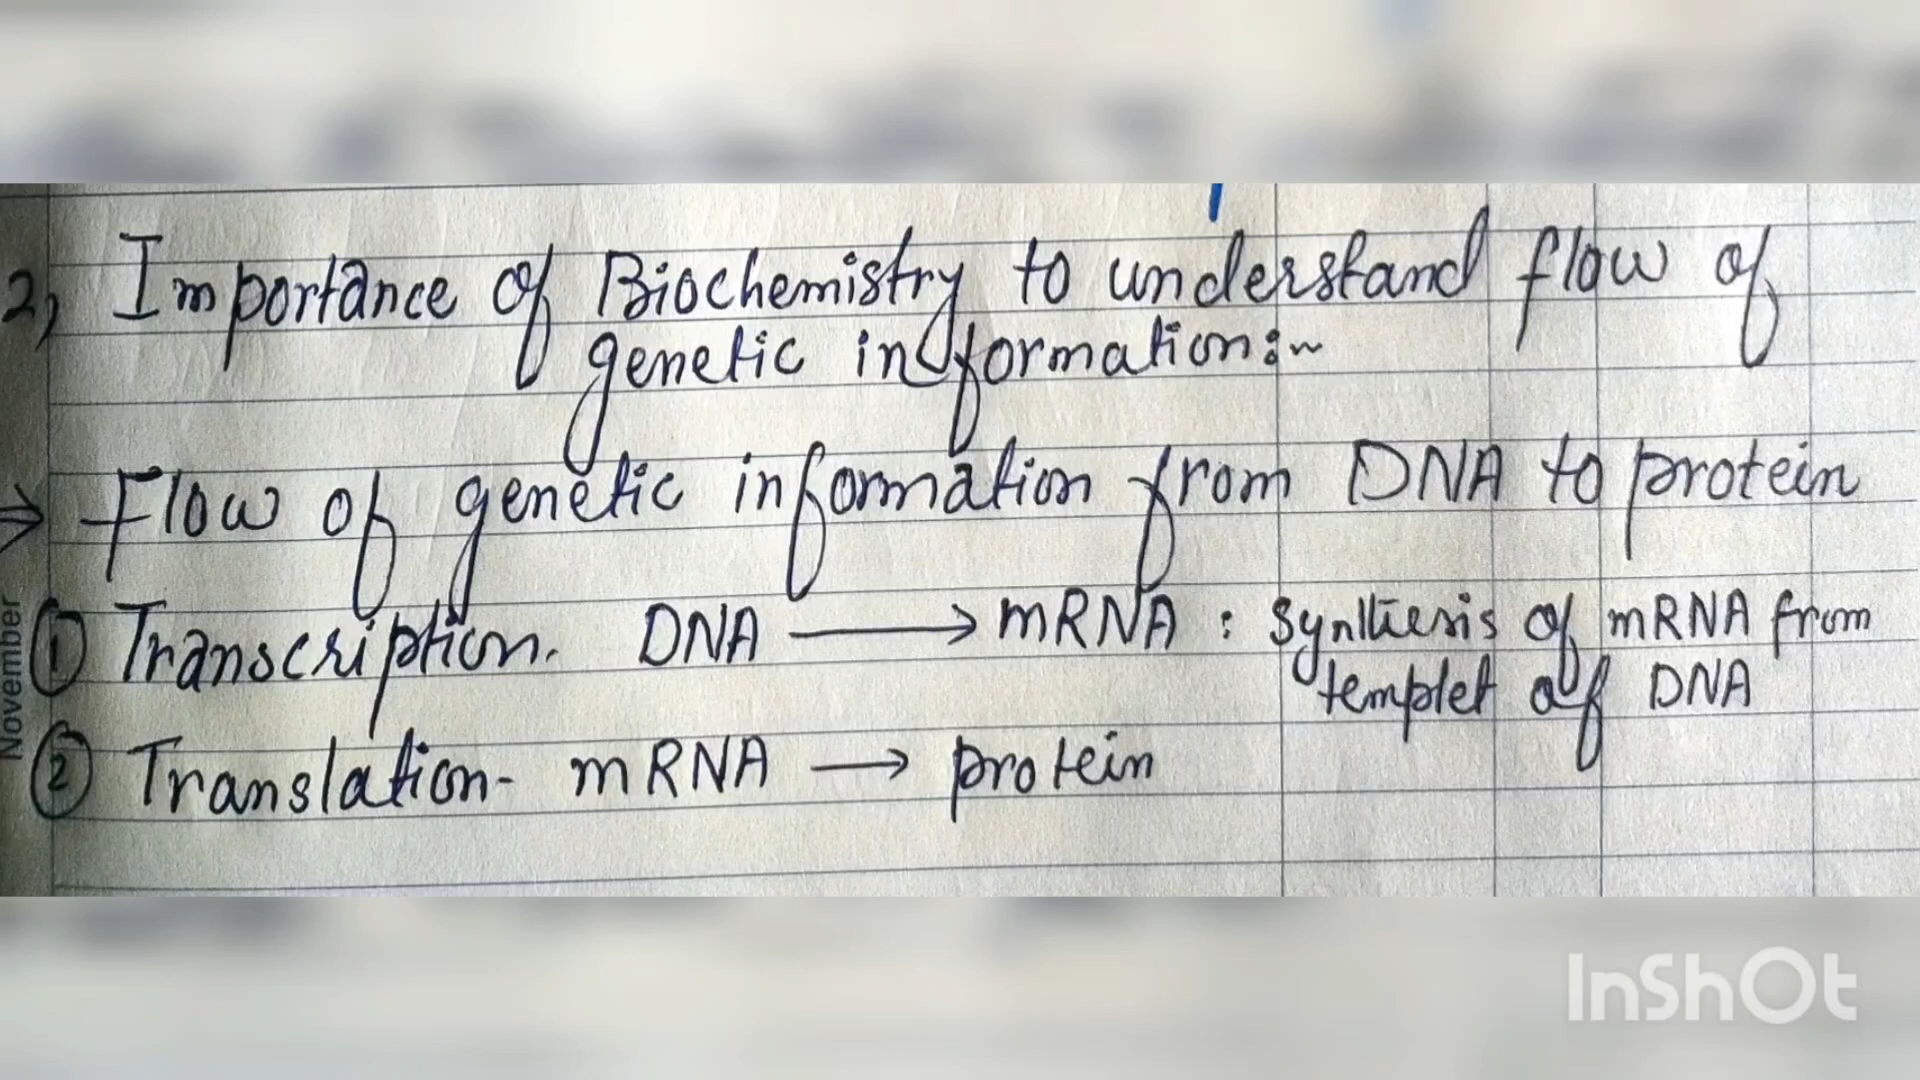 2, Importance of Biochemistry to understand flow of
genetic information:~
⇒ Flow of genetic information from DNA to protein
① Transcription. DNA → mRNA : Synthesis of mRNA from
templet of DNA
② Translation- mRNA → protein
November
InShOt